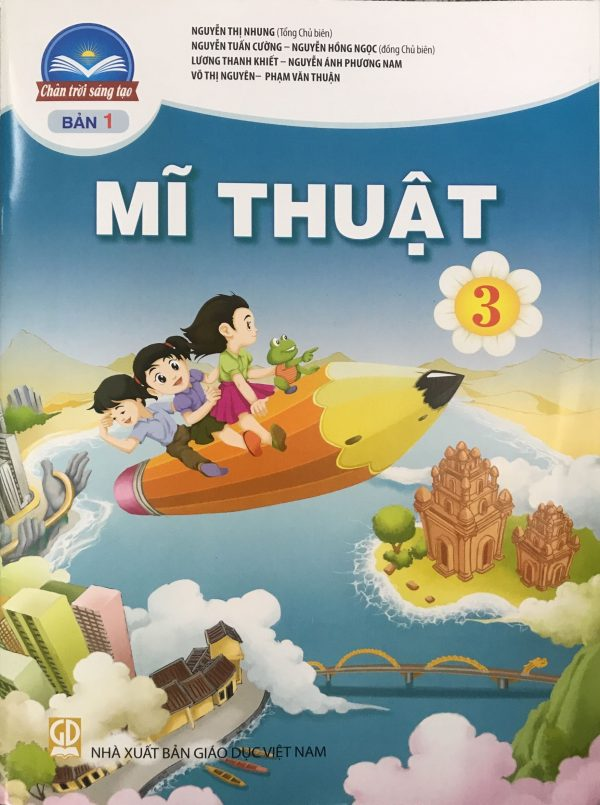 NGUYỄN THỊ NHUNG (Tổng Chủ biên)
NGUYỄN TUẤN CƯỜNG – NGUYỄN HỒNG NGỌC (đồng Chủ biên)
LƯƠNG THANH KHIẾT – NGUYỄN ÁNH PHƯƠNG NAM
VÕ THỊ NGUYÊN – PHẠM VĂN THUẬN
Chân trời sáng tạo
BẢN 1
MĨ THUẬT
3
GD
NHÀ XUẤT BẢN GIÁO DỤC VIỆT NAM